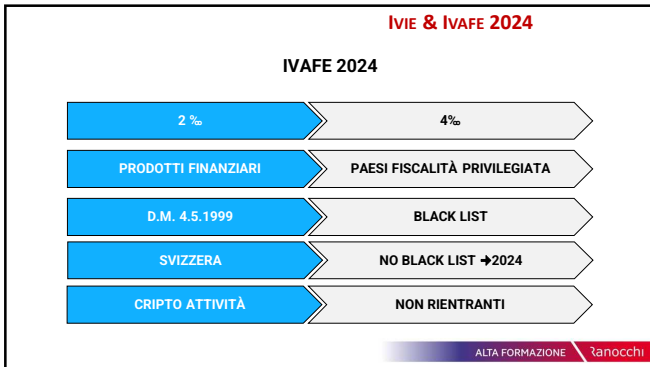 IVIE & IVAFE 2024
IVAFE 2024
2 ‰ 4‰
PRODOTTI FINANZIARI PAESI FISCALITÀ PRIVILEGIATA
D.M. 4.5.1999 BLACK LIST
SVIZZERA NO BLACK LIST ➔2024
CRIPTO ATTIVITÀ NON RIENTRANTI
ALTA FORMAZIONE Ranocchi